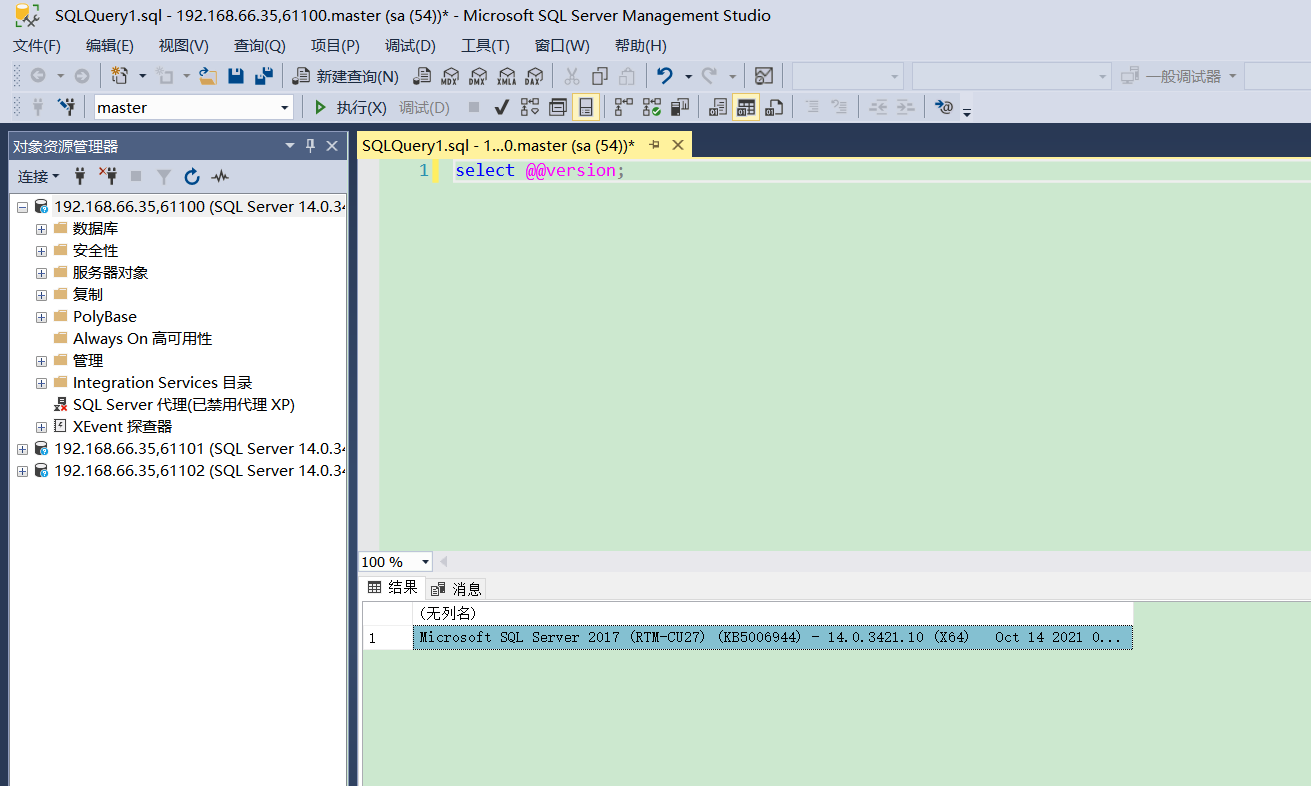 SQLQuery1.sql - 192.168.66.35,61100.master (sa (54))* - Microsoft SQL Server Management Studio
文件(F) 编辑(E) 视图(V) 查询(Q) 项目(P) 调试(D) 工具(T) 窗口(W) 帮助(H)
新建查询(N) MDX DMX XMLA DAX 一般调试器
master 执行(X) 调试(D)
对象资源管理器
SQLQuery1.sql - 1...0.master (sa (54))*
连接
1 select @@version;
192.168.66.35,61100 (SQL Server 14.0.34
数据库
安全性
服务器对象
复制
PolyBase
Always On 高可用性
管理
Integration Services 目录
SQL Server 代理(已禁用代理 XP)
XEvent 探查器
192.168.66.35,61101 (SQL Server 14.0.34
192.168.66.35,61102 (SQL Server 14.0.34
100 %
结果 消息
(无列名)
1 Microsoft SQL Server 2017 (RTM-CU27) (KB5006944) - 14.0.3421.10 (X64) Oct 14 2021 0...